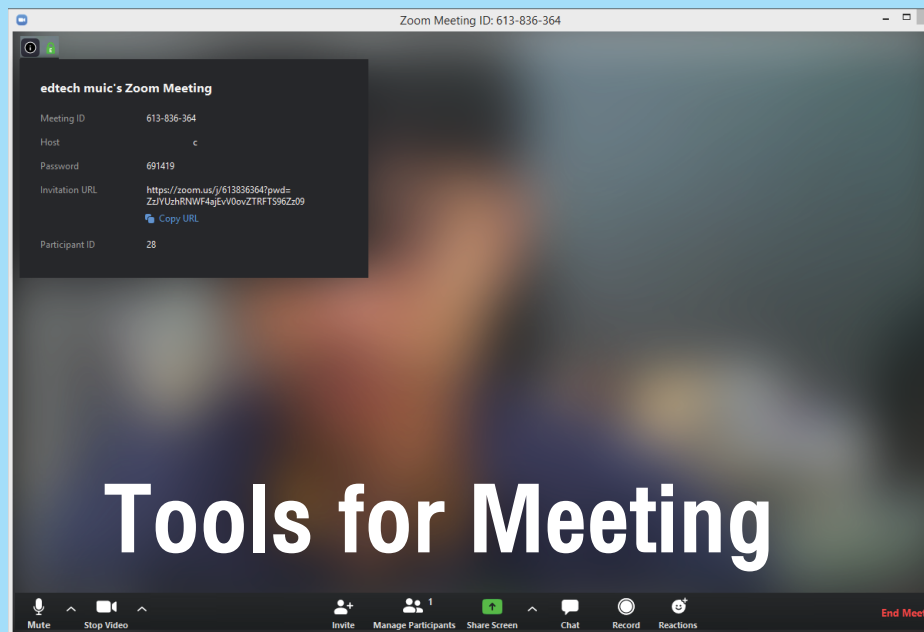 Zoom Meeting ID: 613-836-364
edtech muic's Zoom Meeting
Meeting ID 613-836-364
Host c
Password 691419
Invitation URL https://zoom.us/j/613836364?pwd=
ZzJYUzhRNWF4ajEvV0ovZTRFTS96Zz09
Copy URL
Participant ID 28
Tools for Meeting
1
Mute Stop Video Invite Manage Participants Share Screen Chat Record Reactions End Meet